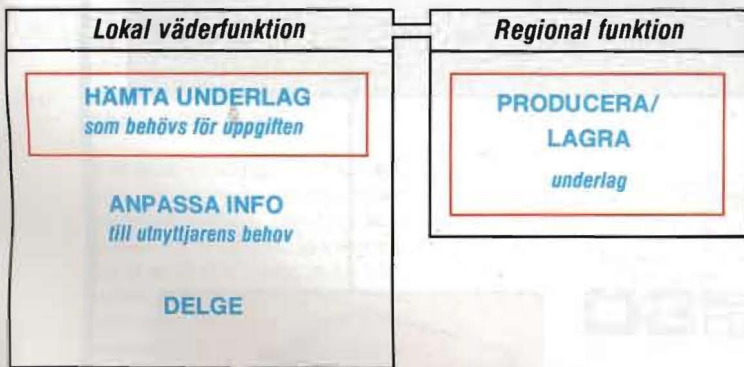 Lokal väderfunktion
HÄMTA UNDERLAG
som behövs för uppgiften
ANPASSA INFO
till utnyttjarens behov
DELGE
Regional funktion
PRODUCERA/
LAGRA
underlag